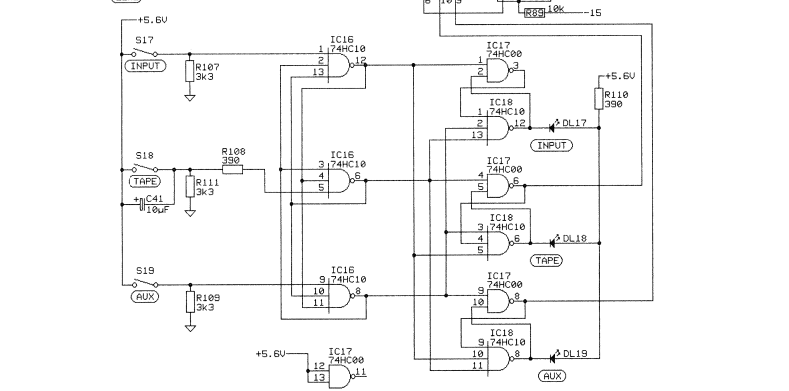 R89 10k -15
+5.6V
S17
INPUT
R107
3k3
IC16
74HC10
1
2
13
12
IC17
74HC00
1
2
3
+5.6V
R110
390
IC18
74HC10
1
2
13
12
DL17
INPUT
S18
TAPE
R108
390
R111
3k3
+
C41
10µF
IC16
74HC10
3
4
5
6
IC17
74HC00
4
5
6
IC18
74HC10
3
4
5
6
DL18
TAPE
S19
AUX
R109
3k3
IC16
74HC10
9
10
11
8
IC17
74HC00
9
10
8
IC18
74HC10
9
10
11
8
DL19
AUX
+5.6V
IC17
74HC00
12
13
11